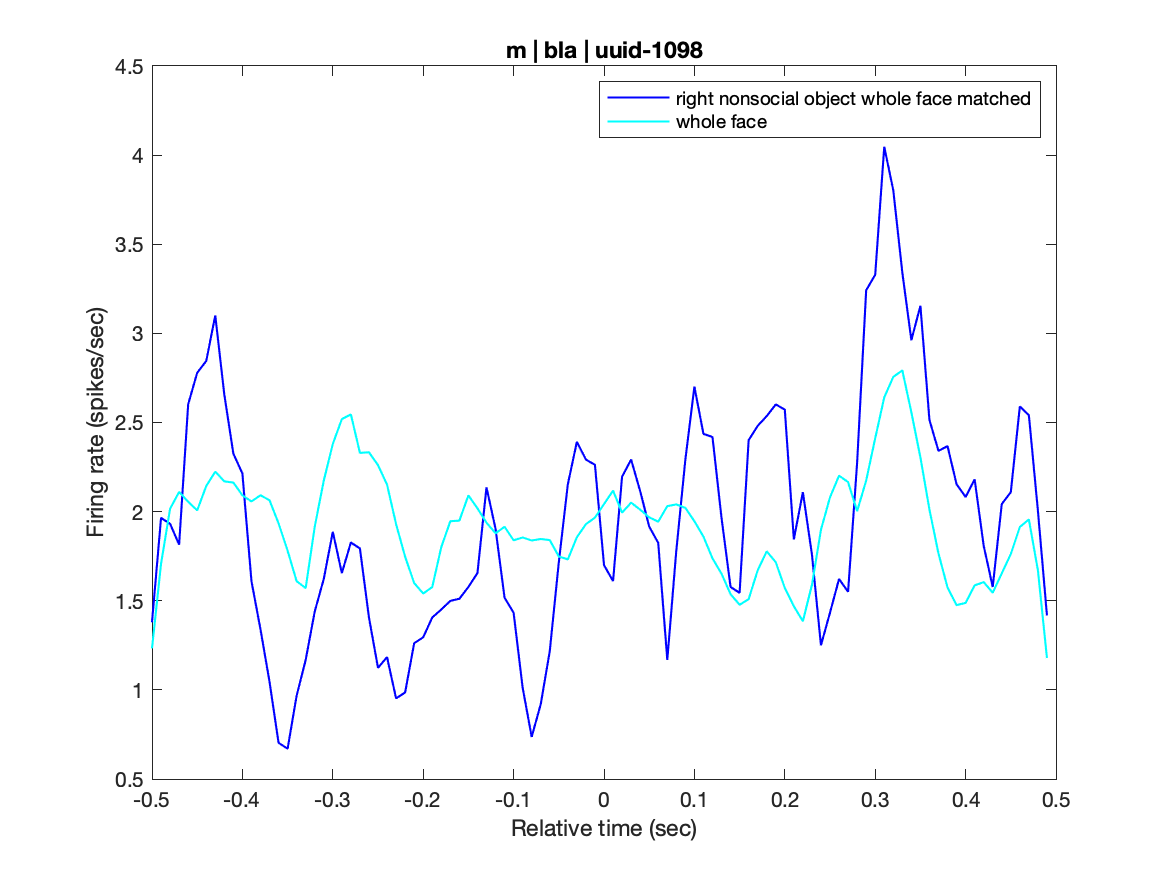 m | bla | uuid-1098
right nonsocial object whole face matched
whole face
Firing rate (spikes/sec)
4.5
4
3.5
3
2.5
2
1.5
1
0.5
-0.5 -0.4 -0.3 -0.2 -0.1 0 0.1 0.2 0.3 0.4 0.5
Relative time (sec)